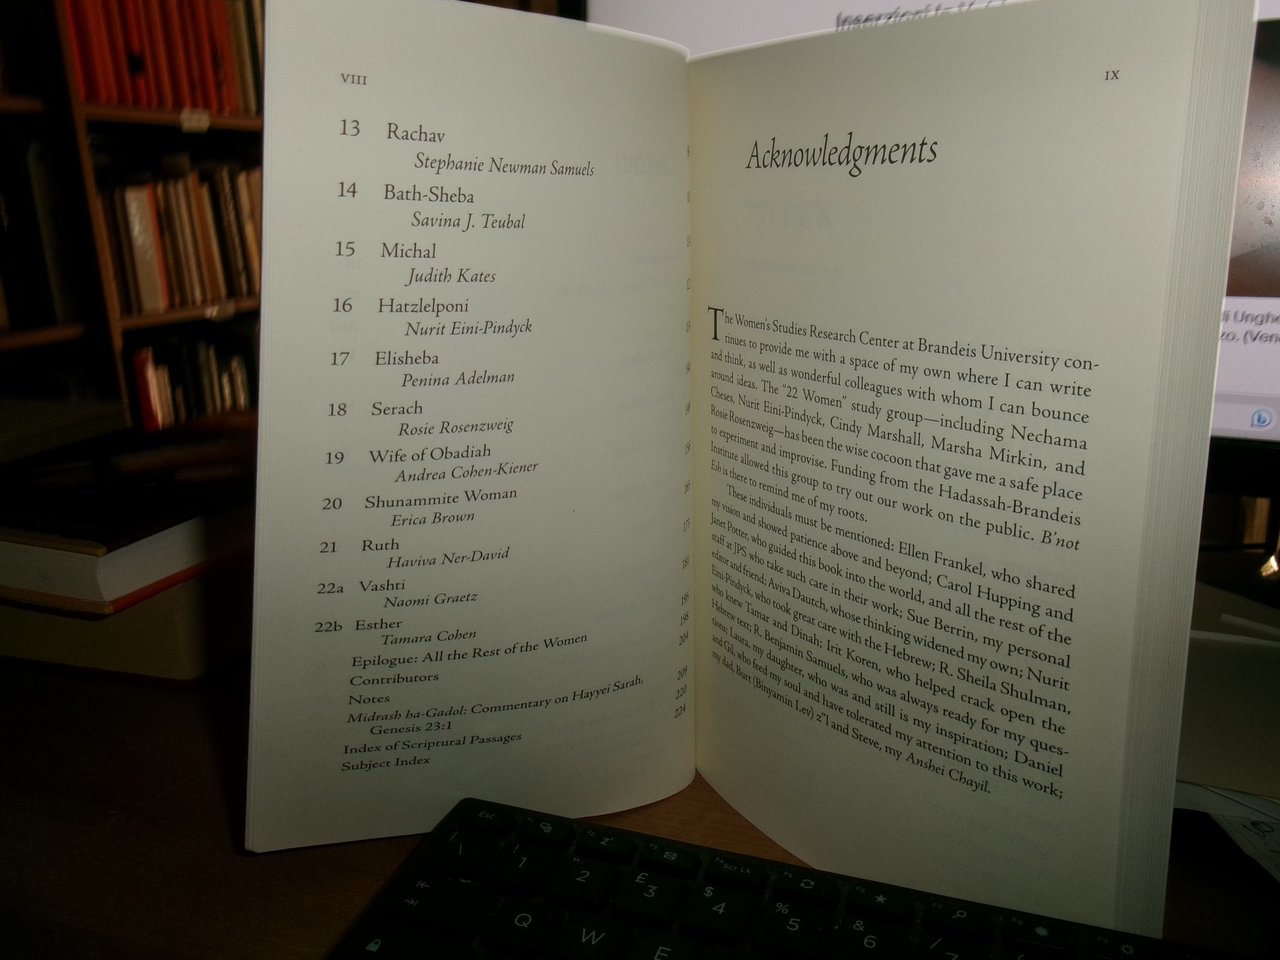 VIII
13 Rachav
Stephanie Newman Samuels
14 Bath-Sheba
Savina J. Teubal
15 Michal
Judith Kates
16 Hatzlelponi
Nurit Eini-Pindyck
17 Elisheba
Penina Adelman
18 Serach
Rosie Rosenzweig
19 Wife of Obadiah
Andrea Cohen-Kiener
20 Shunammite Woman
Erica Brown
21 Ruth
Haviva Ner-David
22a Vashti
Naomi Graetz
22b Esther
Tamara Cohen
Epilogue: All the Rest of the Women
Contributors
Notes
Midrash ha-Gadol: Commentary on Hayyei Sarah,
Genesis 23:1
Index of Scriptural Passages
Subject Index
204
209
220
224
IX
Acknowledgments
The Women's Studies Research Center at Brandeis University con-
tinues to provide me with a space of my own where I can write
and think, as well as wonderful colleagues with whom I can bounce
around ideas. The "22 Women" study group—including Nechama
Cheses, Nurit Eini-Pindyck, Cindy Marshall, Marsha Mirkin, and
Rosie Rosenzweig—has been the wise cocoon that gave me a safe place
to experiment and improvise. Funding from the Hadassah-Brandeis
Institute allowed this group to try out our work on the public. B'not
Esh is there to remind me of my roots.
These individuals must be mentioned: Ellen Frankel, who shared
my vision and showed patience above and beyond; Carol Hupping and
Janet Potter, who guided this book into the world, and all the rest of the
staff at JPS who take such care in their work; Sue Berrin, my personal
editor and friend; Aviva Dautch, whose thinking widened my own; Nurit
Eini-Pindyck, who took great care with the Hebrew; R. Sheila Shulman,
who knew Tamar and Dinah; Irit Koren, who helped crack open the
Hebrew text; R. Benjamin Samuels, who was always ready for my ques-
tions; Laura, my daughter, who was and still is my inspiration; Daniel
and Gil, who feed my soul and have tolerated my attention to this work;
my dad, Burt (Binyamin Lev) z"l and Steve, my Anshei Chayil.
Esc
Scr Lk
\ |
! 1
" 2
£ 3
$ 4
% 5
& 6
/ 7
Q
W
E